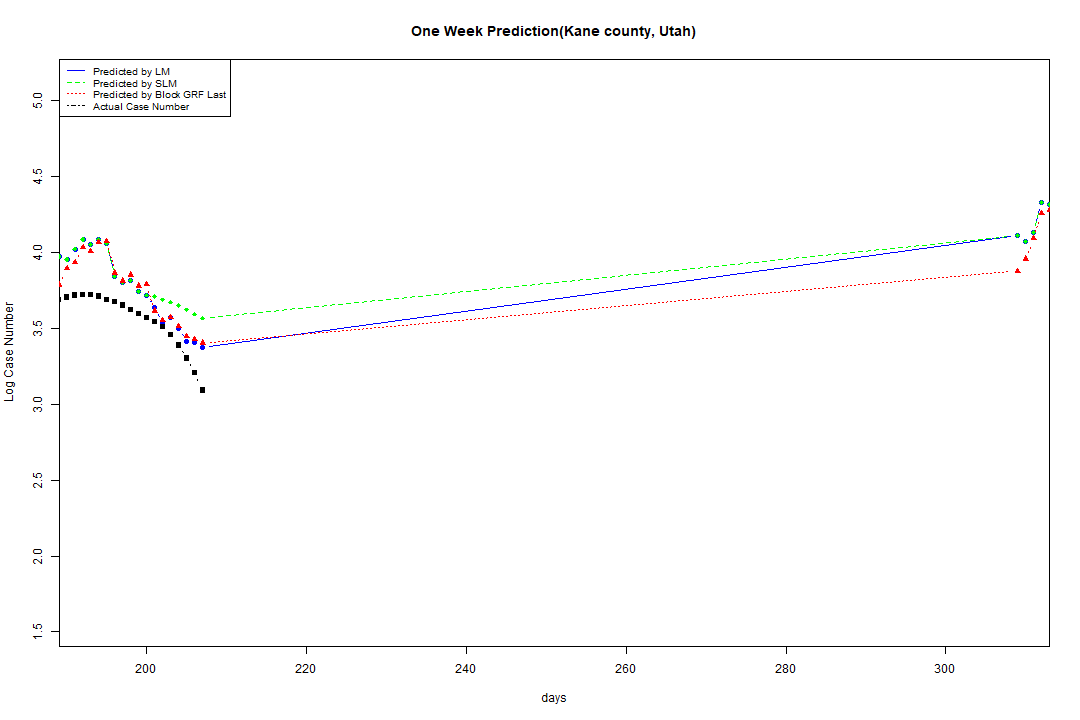 One Week Prediction(Kane county, Utah)
Predicted by LM
Predicted by SLM
Predicted by Block GRF Last
Actual Case Number
5.0
4.5
4.0
3.5
3.0
2.5
2.0
1.5
Log Case Number
200
220
240
260
280
300
days